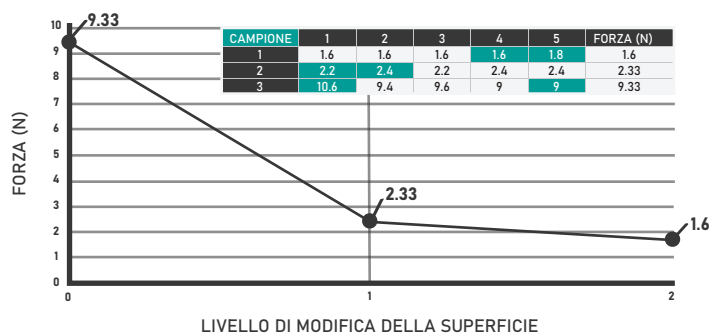 10
9
8
7
6
5
4
3
2
1
0
FORZA (N)
9.33
CAMPIONE 1 2 3 4 5 FORZA (N)
1 1.6 1.6 1.6 1.6 1.8 1.6
2 2.2 2.4 2.2 2.4 2.4 2.33
3 10.6 9.4 9.6 9 9 9.33
2.33
1.6
0 1 2
LIVELLO DI MODIFICA DELLA SUPERFICIE